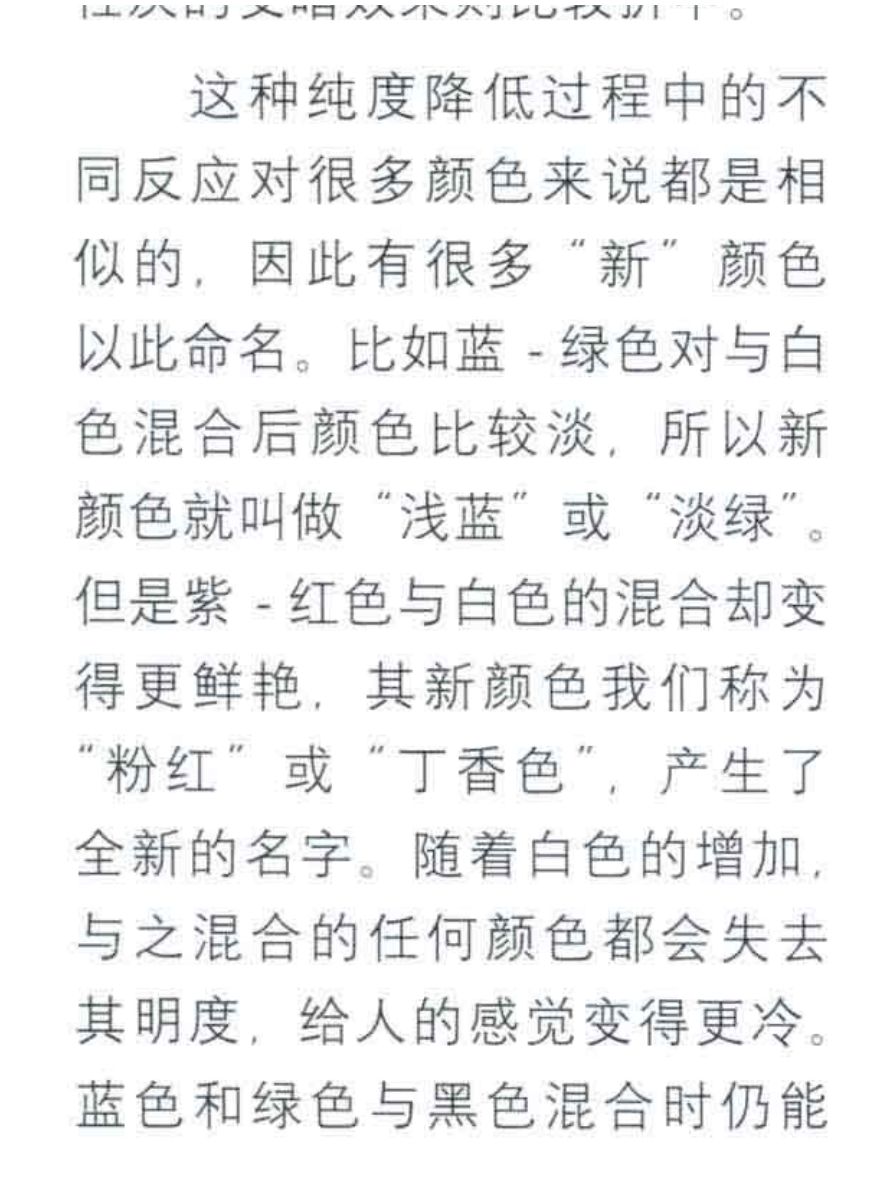 这种纯度降低过程中的不
同反应对很多颜色来说都是相
似的，因此有很多“新”颜色
以此命名。比如蓝 - 绿色对与白
色混合后颜色比较淡，所以新
颜色就叫做“浅蓝”或“淡绿”。
但是紫 - 红色与白色的混合却变
得更鲜艳，其新颜色我们称为
“粉红”或“丁香色”，产生了
全新的名字。随着白色的增加，
与之混合的任何颜色都会失去
其明度，给人的感觉变得更冷。
蓝色和绿色与黑色混合时仍能